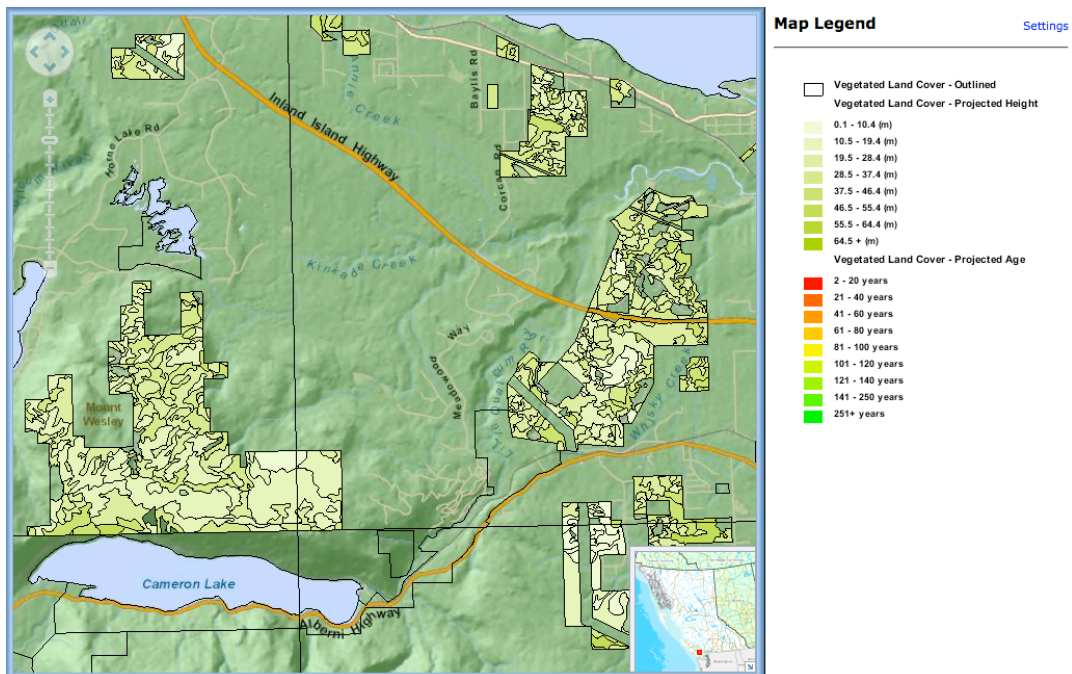 Map Legend
Settings
Vegetated Land Cover - Outlined
Vegetated Land Cover - Projected Height
0.1 - 10.4 (m)
10.5 - 19.4 (m)
19.5 - 28.4 (m)
28.5 - 37.4 (m)
37.5 - 46.4 (m)
46.5 - 55.4 (m)
55.5 - 64.4 (m)
64.5 + (m)
Vegetated Land Cover - Projected Age
2 - 20 years
21 - 40 years
41 - 60 years
61 - 80 years
81 - 100 years
101 - 120 years
121 - 140 years
141 - 250 years
251+ years
Baylis Rd
Annie Creek
Inland Island Highway
Horne Lake Rd
Corcan Rd
Kinkade Creek
Meadowood Way
Little Qualicum River
Whisky Creek
Mount
Wesley
Cameron Lake
Alberni Highway